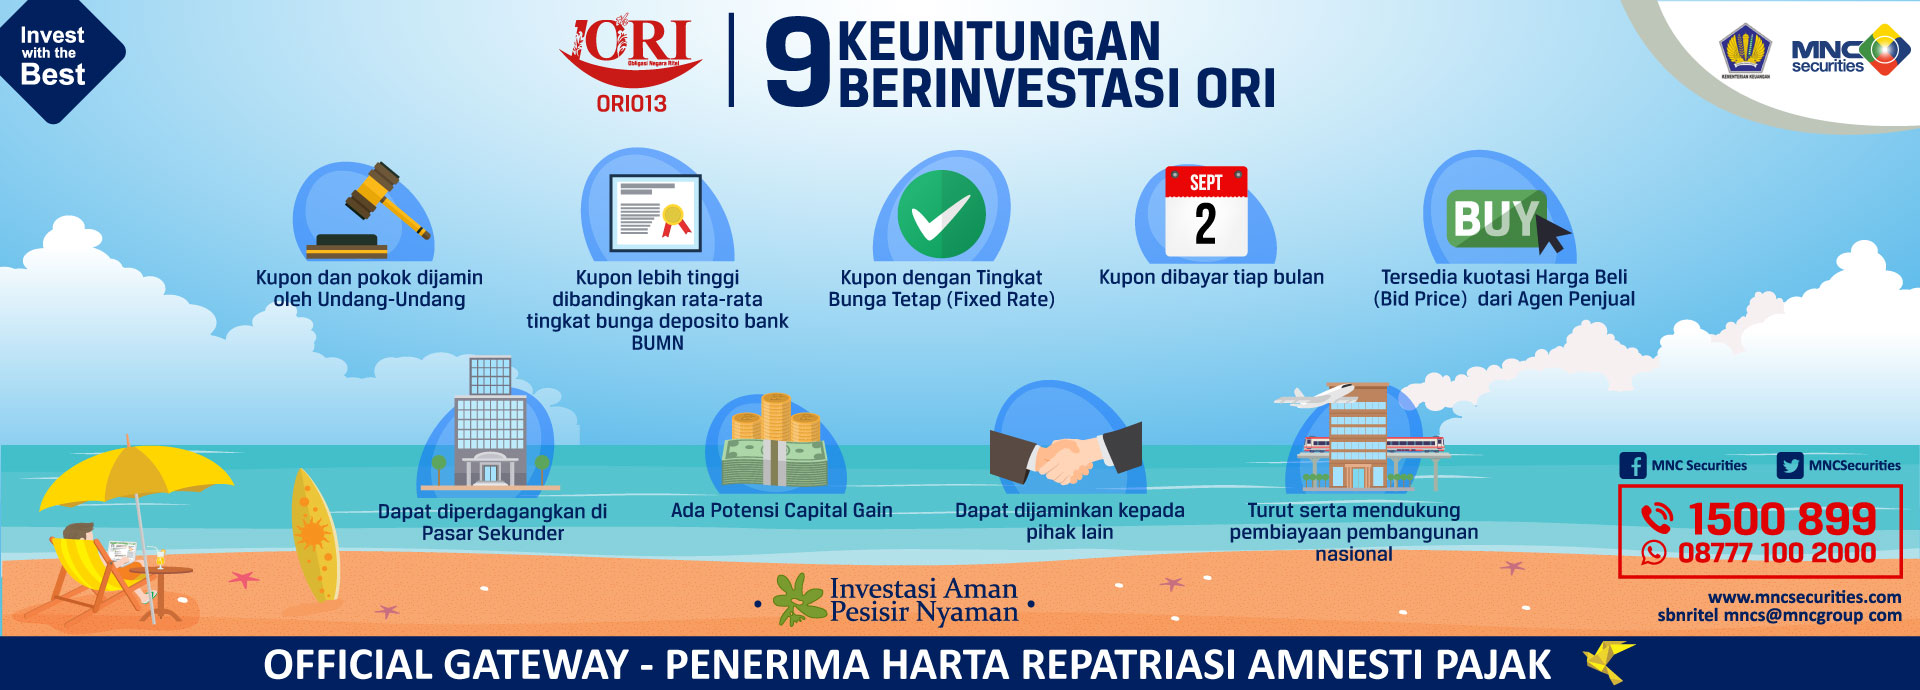 Invest
with the
Best
ORI
Obligasi Negara Ritel
ORI013
9 KEUNTUNGAN
BERINVESTASI ORI
KEMENTERIAN KEUANGAN
MNC
securities
Kupon dan pokok dijamin
oleh Undang-Undang
Kupon lebih tinggi
dibandingkan rata-rata
tingkat bunga deposito bank
BUMN
Kupon dengan Tingkat
Bunga Tetap (Fixed Rate)
SEPT
2
Kupon dibayar tiap bulan
BUY
Tersedia kuotasi Harga Beli
(Bid Price) dari Agen Penjual
Dapat diperdagangkan di
Pasar Sekunder
Ada Potensi Capital Gain
Dapat dijaminkan kepada
pihak lain
Turut serta mendukung
pembiayaan pembangunan
nasional
MNC Securities
MNCSecurities
1500 899
08777 100 2000
www.mncsecurities.com
sbnritel mncs@mncgroup com
• Investasi Aman
Pesisir Nyaman •
OFFICIAL GATEWAY - PENERIMA HARTA REPATRIASI AMNESTI PAJAK